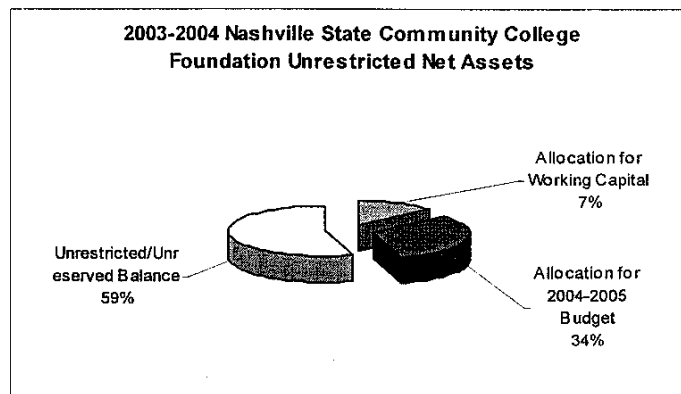 2003-2004 Nashville State Community College
Foundation Unrestricted Net Assets
Allocation for
Working Capital
7%
Unrestricted/Unr
eserved Balance
59%
Allocation for
2004-2005
Budget
34%